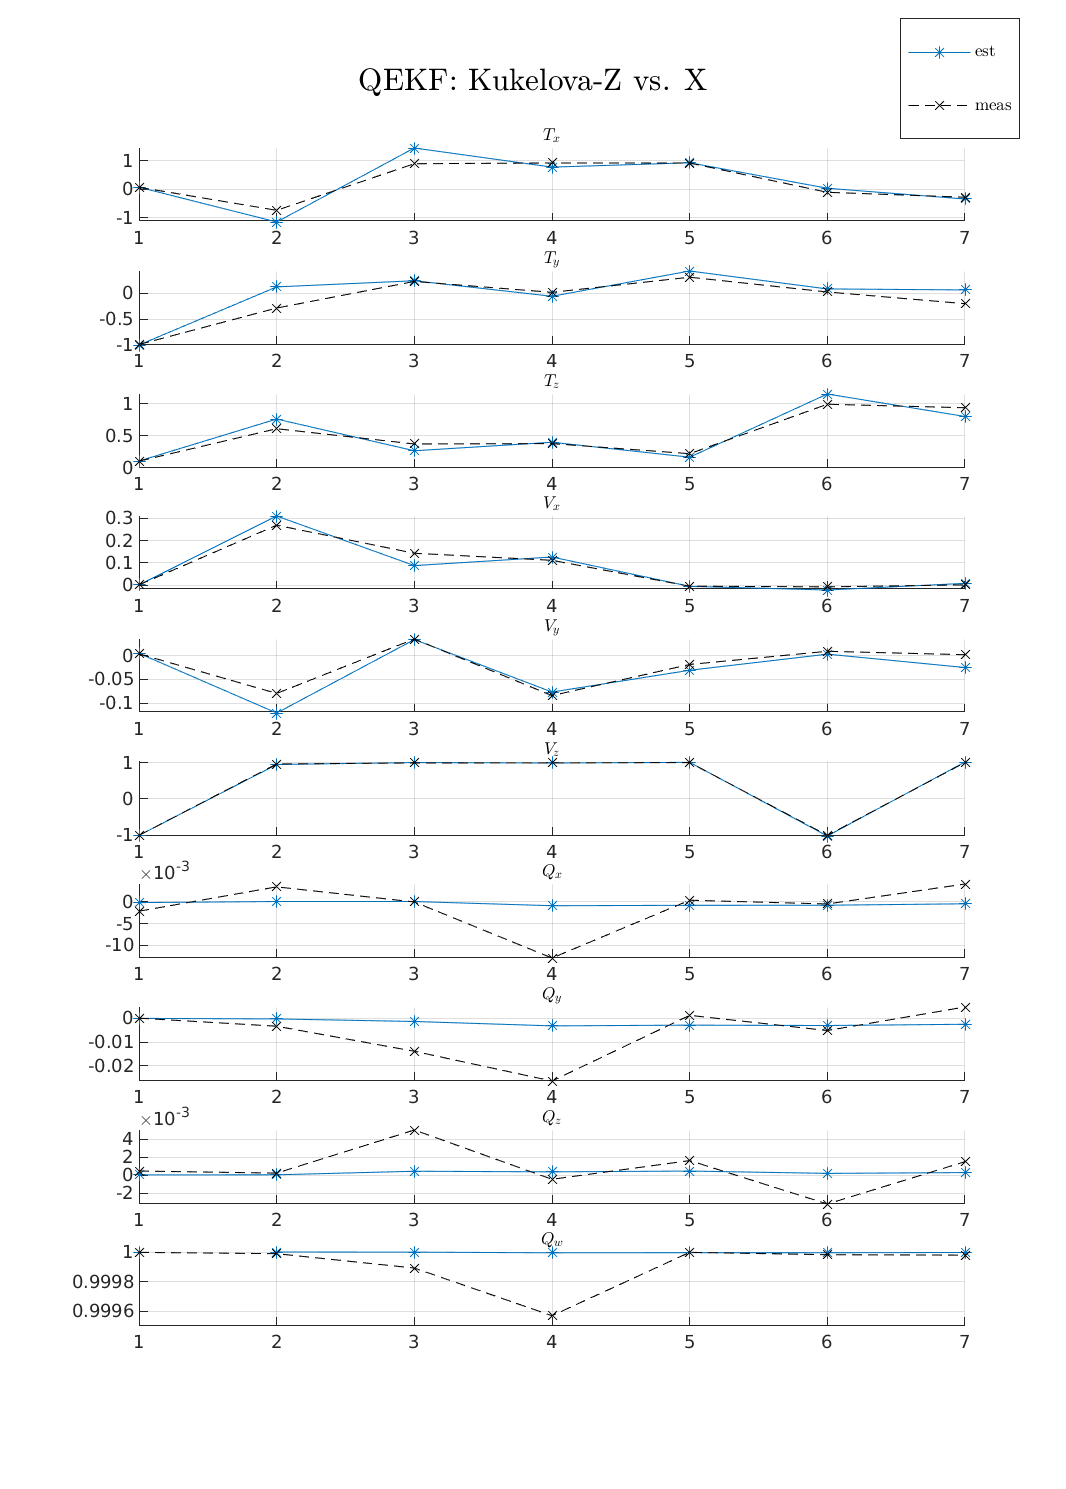 est
QEKF: Kukelova-Z vs. X
meas
T_x
1
0
-1
1 2 3 4 5 6 7
T_y
0
-0.5
-1
1 2 3 4 5 6 7
T_z
1
0.5
0
1 2 3 4 5 6 7
V_x
0.3
0.2
0.1
0
1 2 3 4 5 6 7
V_y
0
-0.05
-0.1
1 2 3 4 5 6 7
V_z
1
0
-1
1 2 3 4 5 6 7
×10^-3 Q_x
0
-5
-10
1 2 3 4 5 6 7
Q_y
0
-0.01
-0.02
1 2 3 4 5 6 7
×10^-3 Q_z
4
2
0
-2
1 2 3 4 5 6 7
Q_w
1
0.9998
0.9996
1 2 3 4 5 6 7